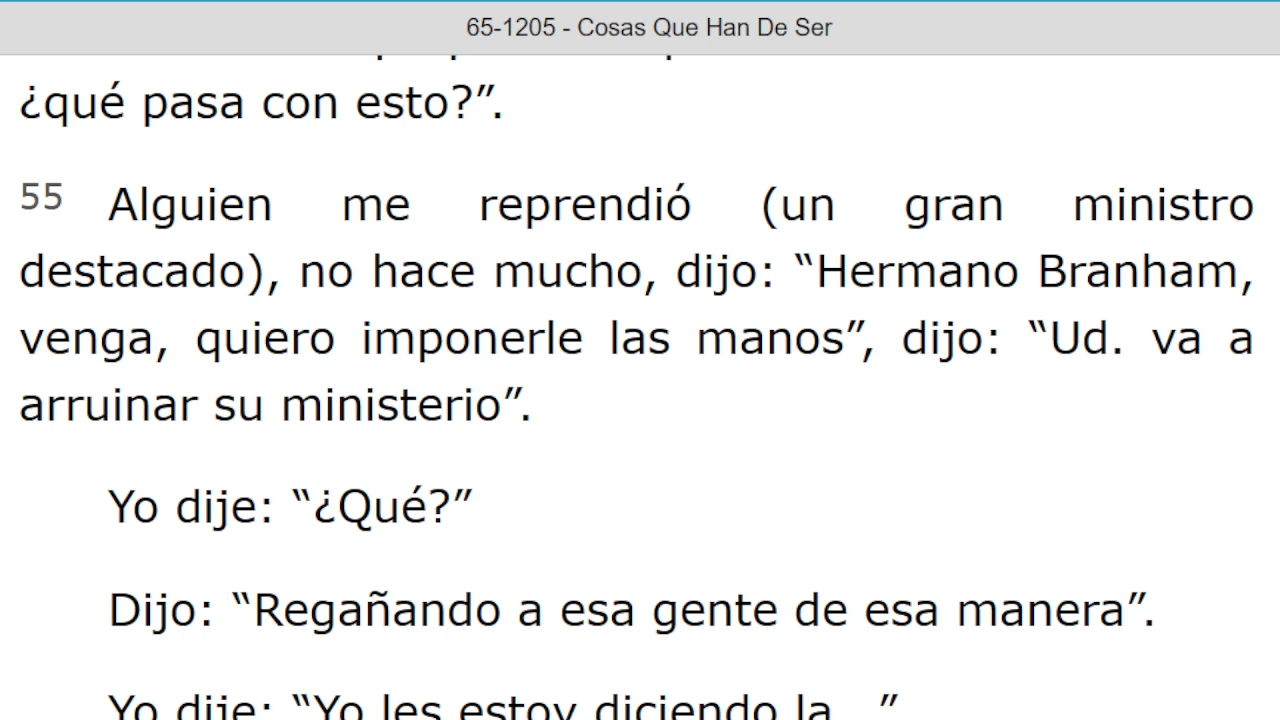 65-1205 - Cosas Que Han De Ser
¿qué pasa con esto?”.
55 Alguien me reprendió (un gran ministro
destacado), no hace mucho, dijo: “Hermano Branham,
venga, quiero imponerle las manos”, dijo: “Ud. va a
arruinar su ministerio”.
Yo dije: “¿Qué?”
Dijo: “Regañando a esa gente de esa manera”.
Yo dije: “Yo les estoy diciendo la...”